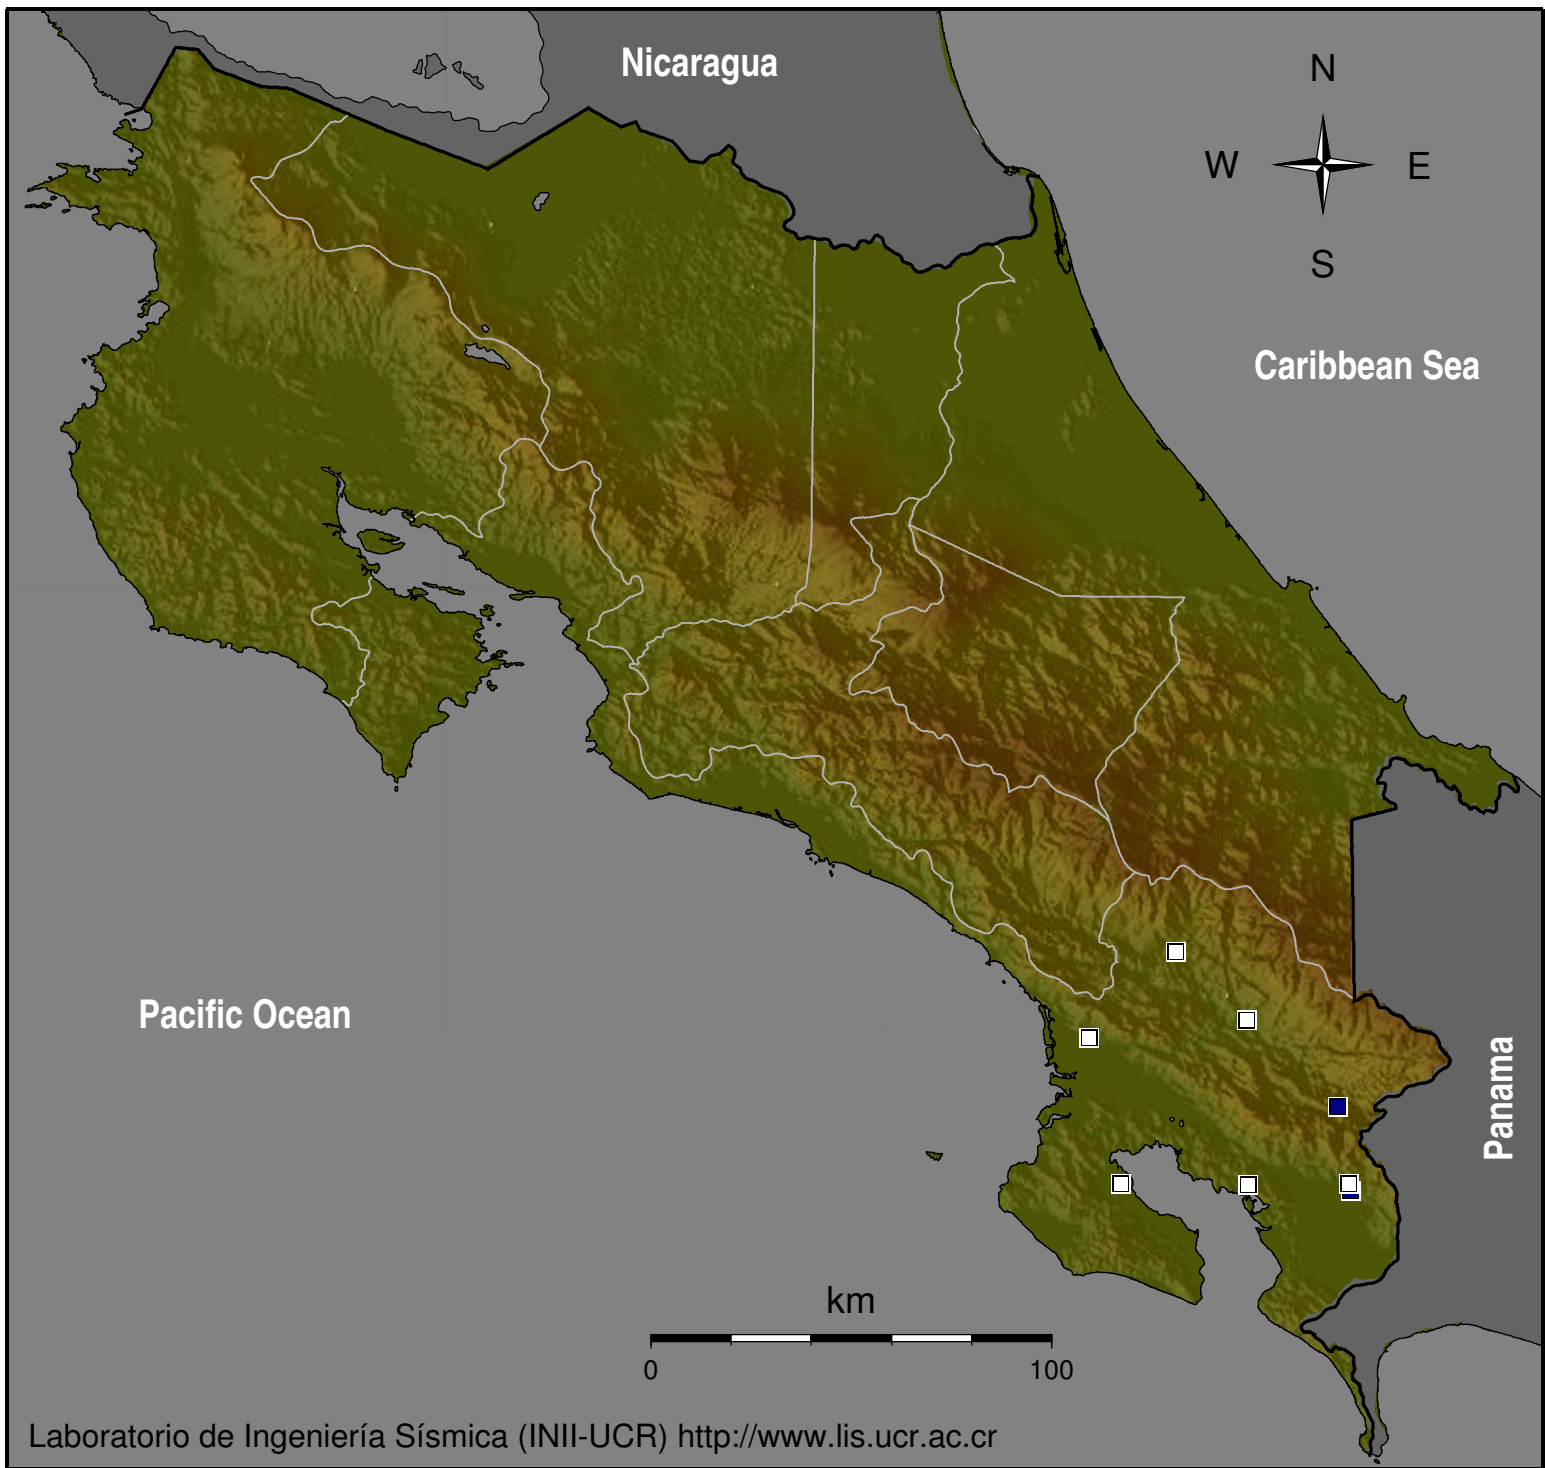 Nicaragua
N
W E
S
Caribbean Sea
Pacific Ocean
Panama
km
0 100
Laboratorio de Ingeniería Sísmica (INII-UCR) http://www.lis.ucr.ac.cr